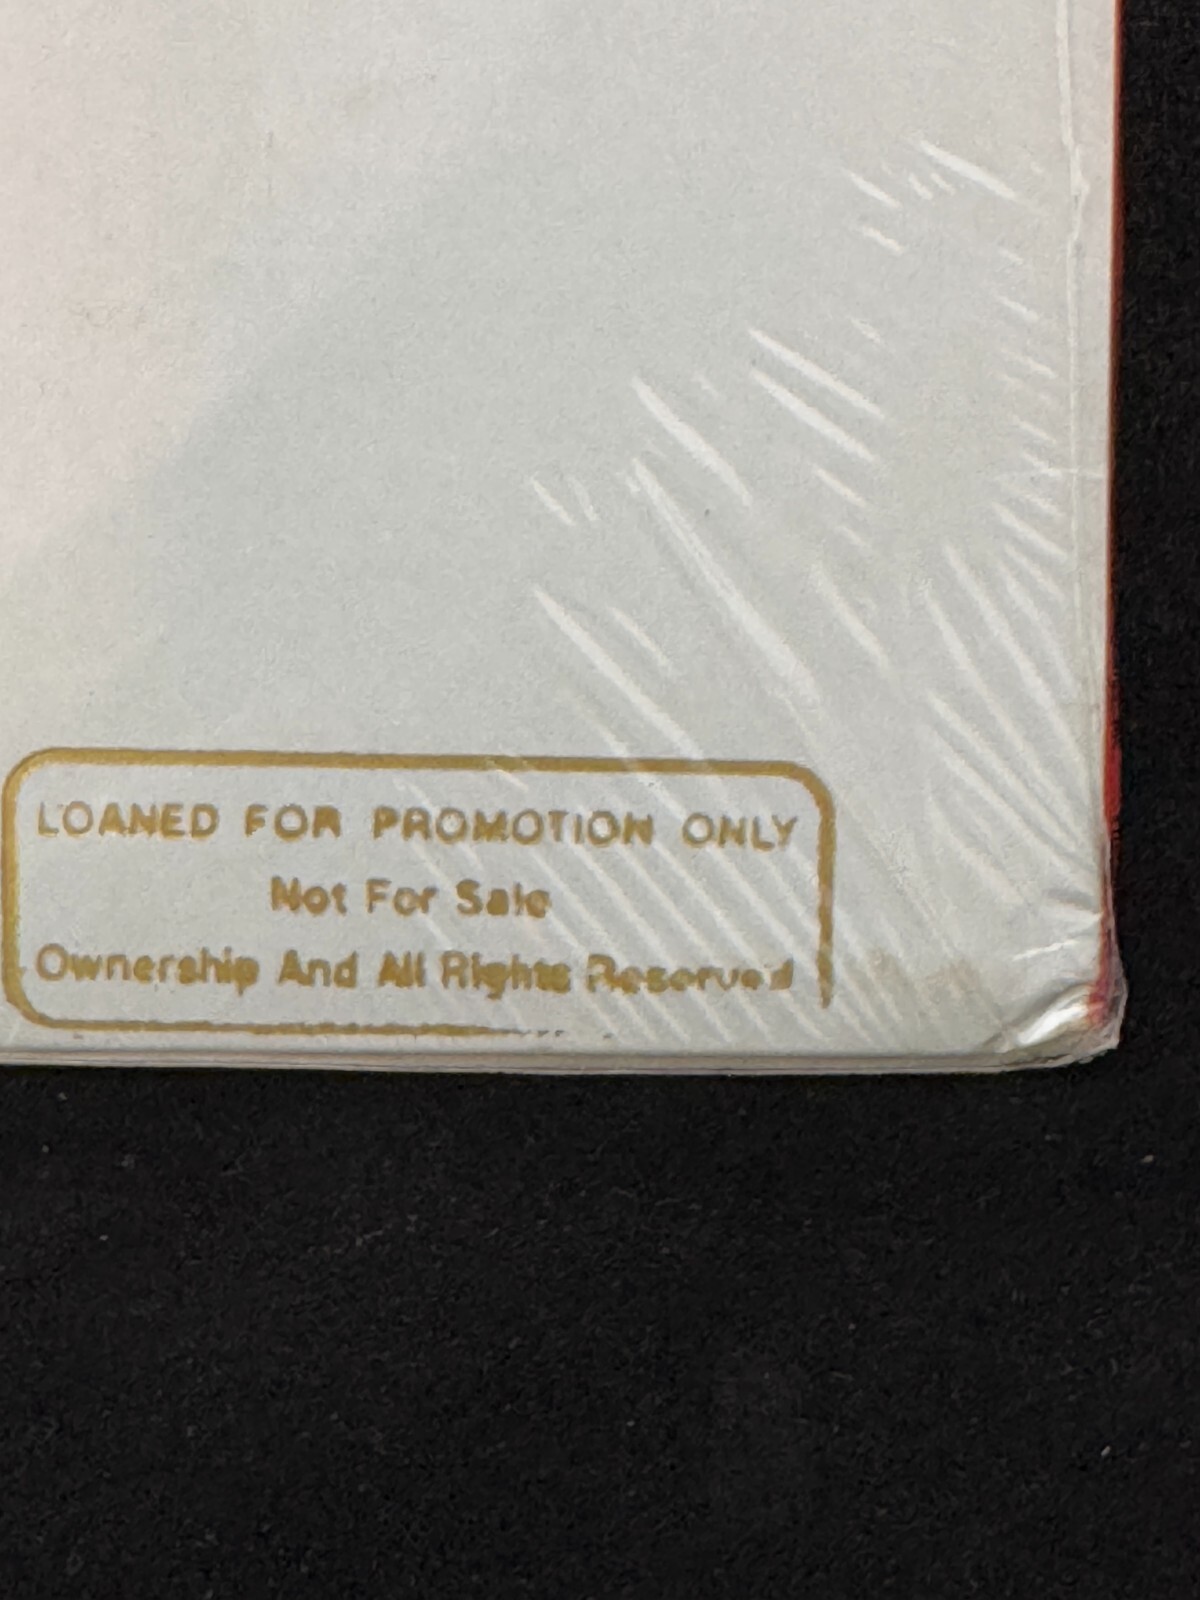 LOANED FOR PROMOTION ONLY
Not For Sale
Ownership And All Rights Reserved